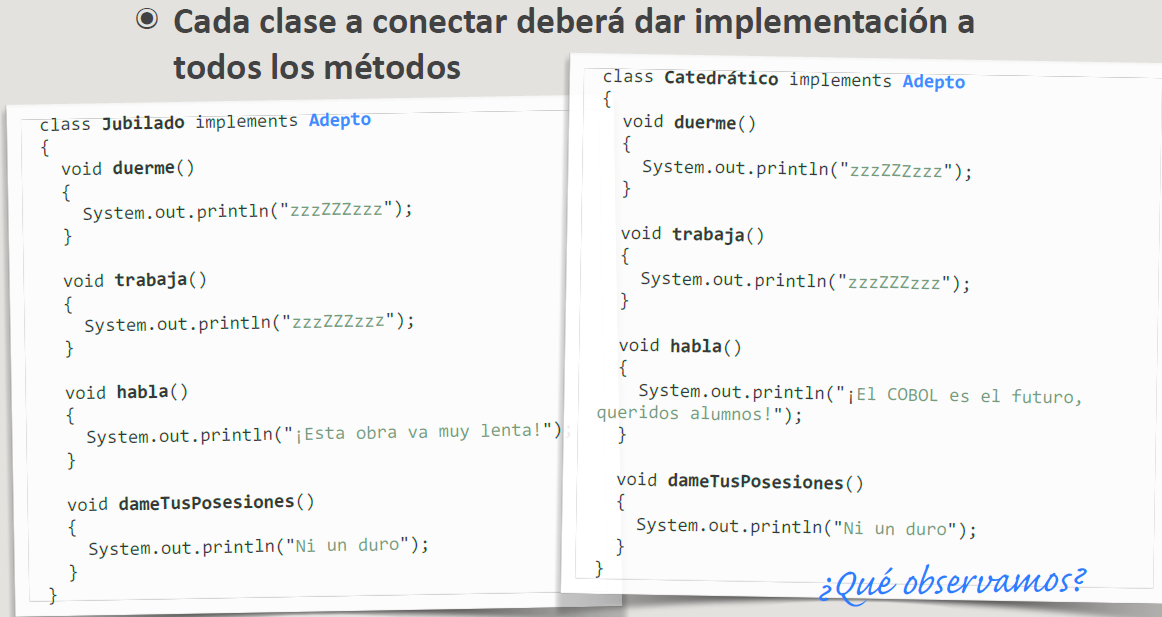 Cada clase a conectar deberá dar implementación a
todos los métodos
class Jubilado implements Adepto
{
void duerme()
{
System.out.println("zzzZZZzzz");
}
void trabaja()
{
System.out.println("zzzZZZzzz");
}
void habla()
{
System.out.println("¡Esta obra va muy lenta!");
}
void dameTusPosesiones()
{
System.out.println("Ni un duro");
}
}
class Catedrático implements Adepto
{
void duerme()
{
System.out.println("zzzZZZzzz");
}
void trabaja()
{
System.out.println("zzzZZZzzz");
}
void habla()
{
System.out.println("¡El COBOL es el futuro,
queridos alumnos!");
}
void dameTusPosesiones()
{
System.out.println("Ni un duro");
}
}
¿Qué observamos?